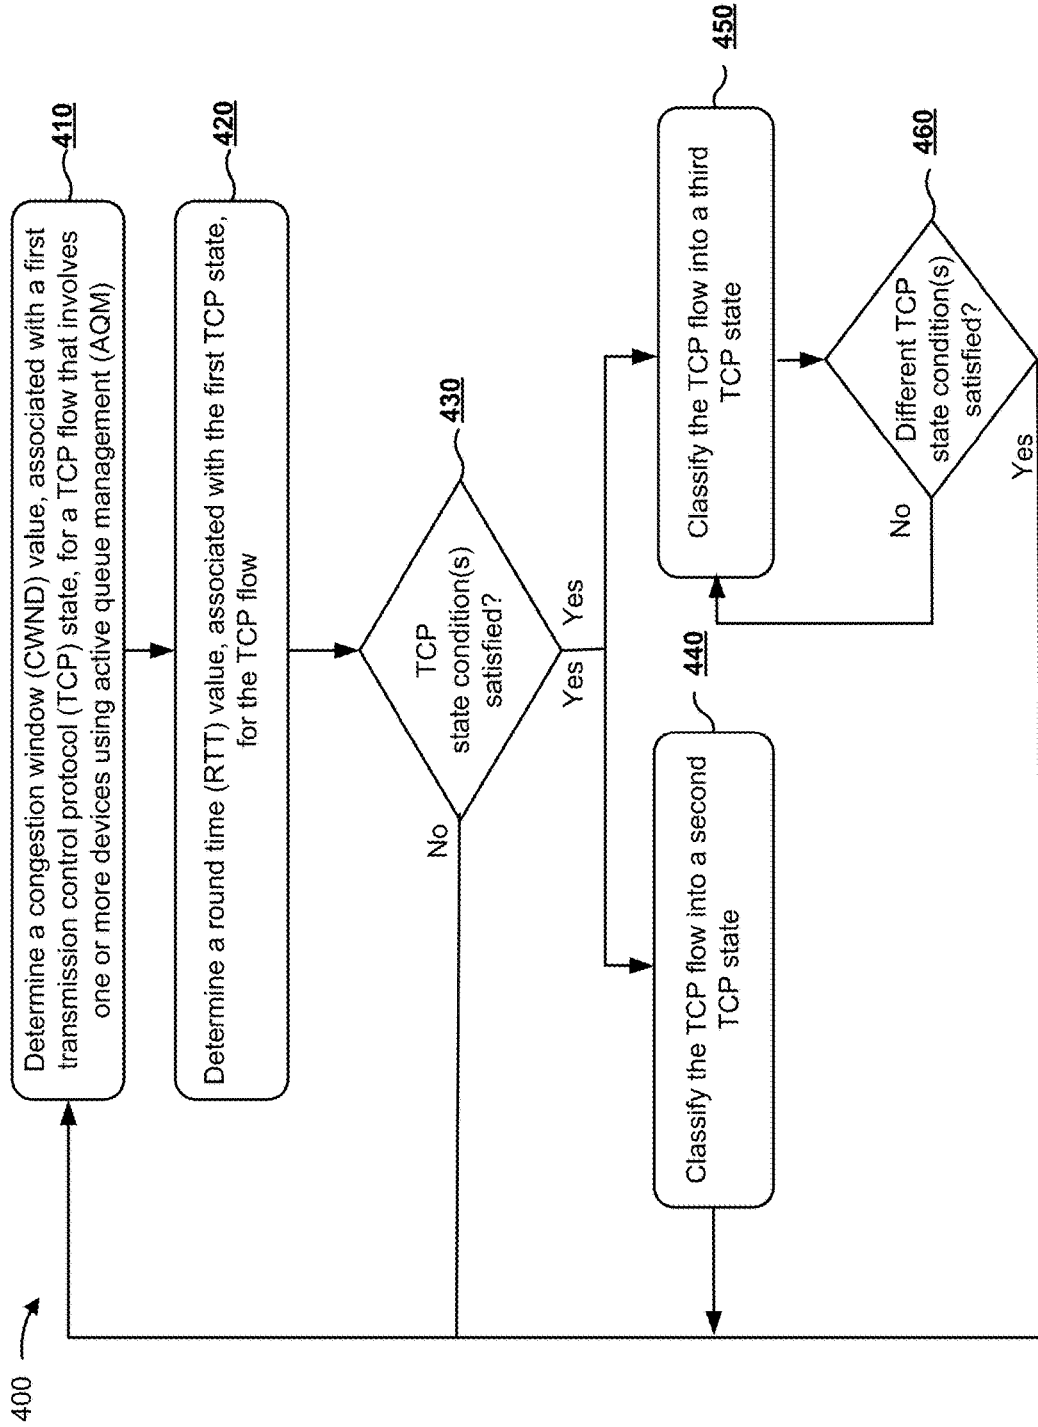 400
410
Determine a congestion window (CWND) value, associated with a first
transmission control protocol (TCP) state, for a TCP flow that involves
one or more devices using active queue management (AQM)
420
Determine a round time (RTT) value, associated with the first TCP state,
for the TCP flow
430
TCP
state condition(s)
satisfied?
No
Yes
Yes
440
Classify the TCP flow into a second
TCP state
450
Classify the TCP flow into a third
TCP state
460
Different TCP
state condition(s)
satisfied?
No
Yes